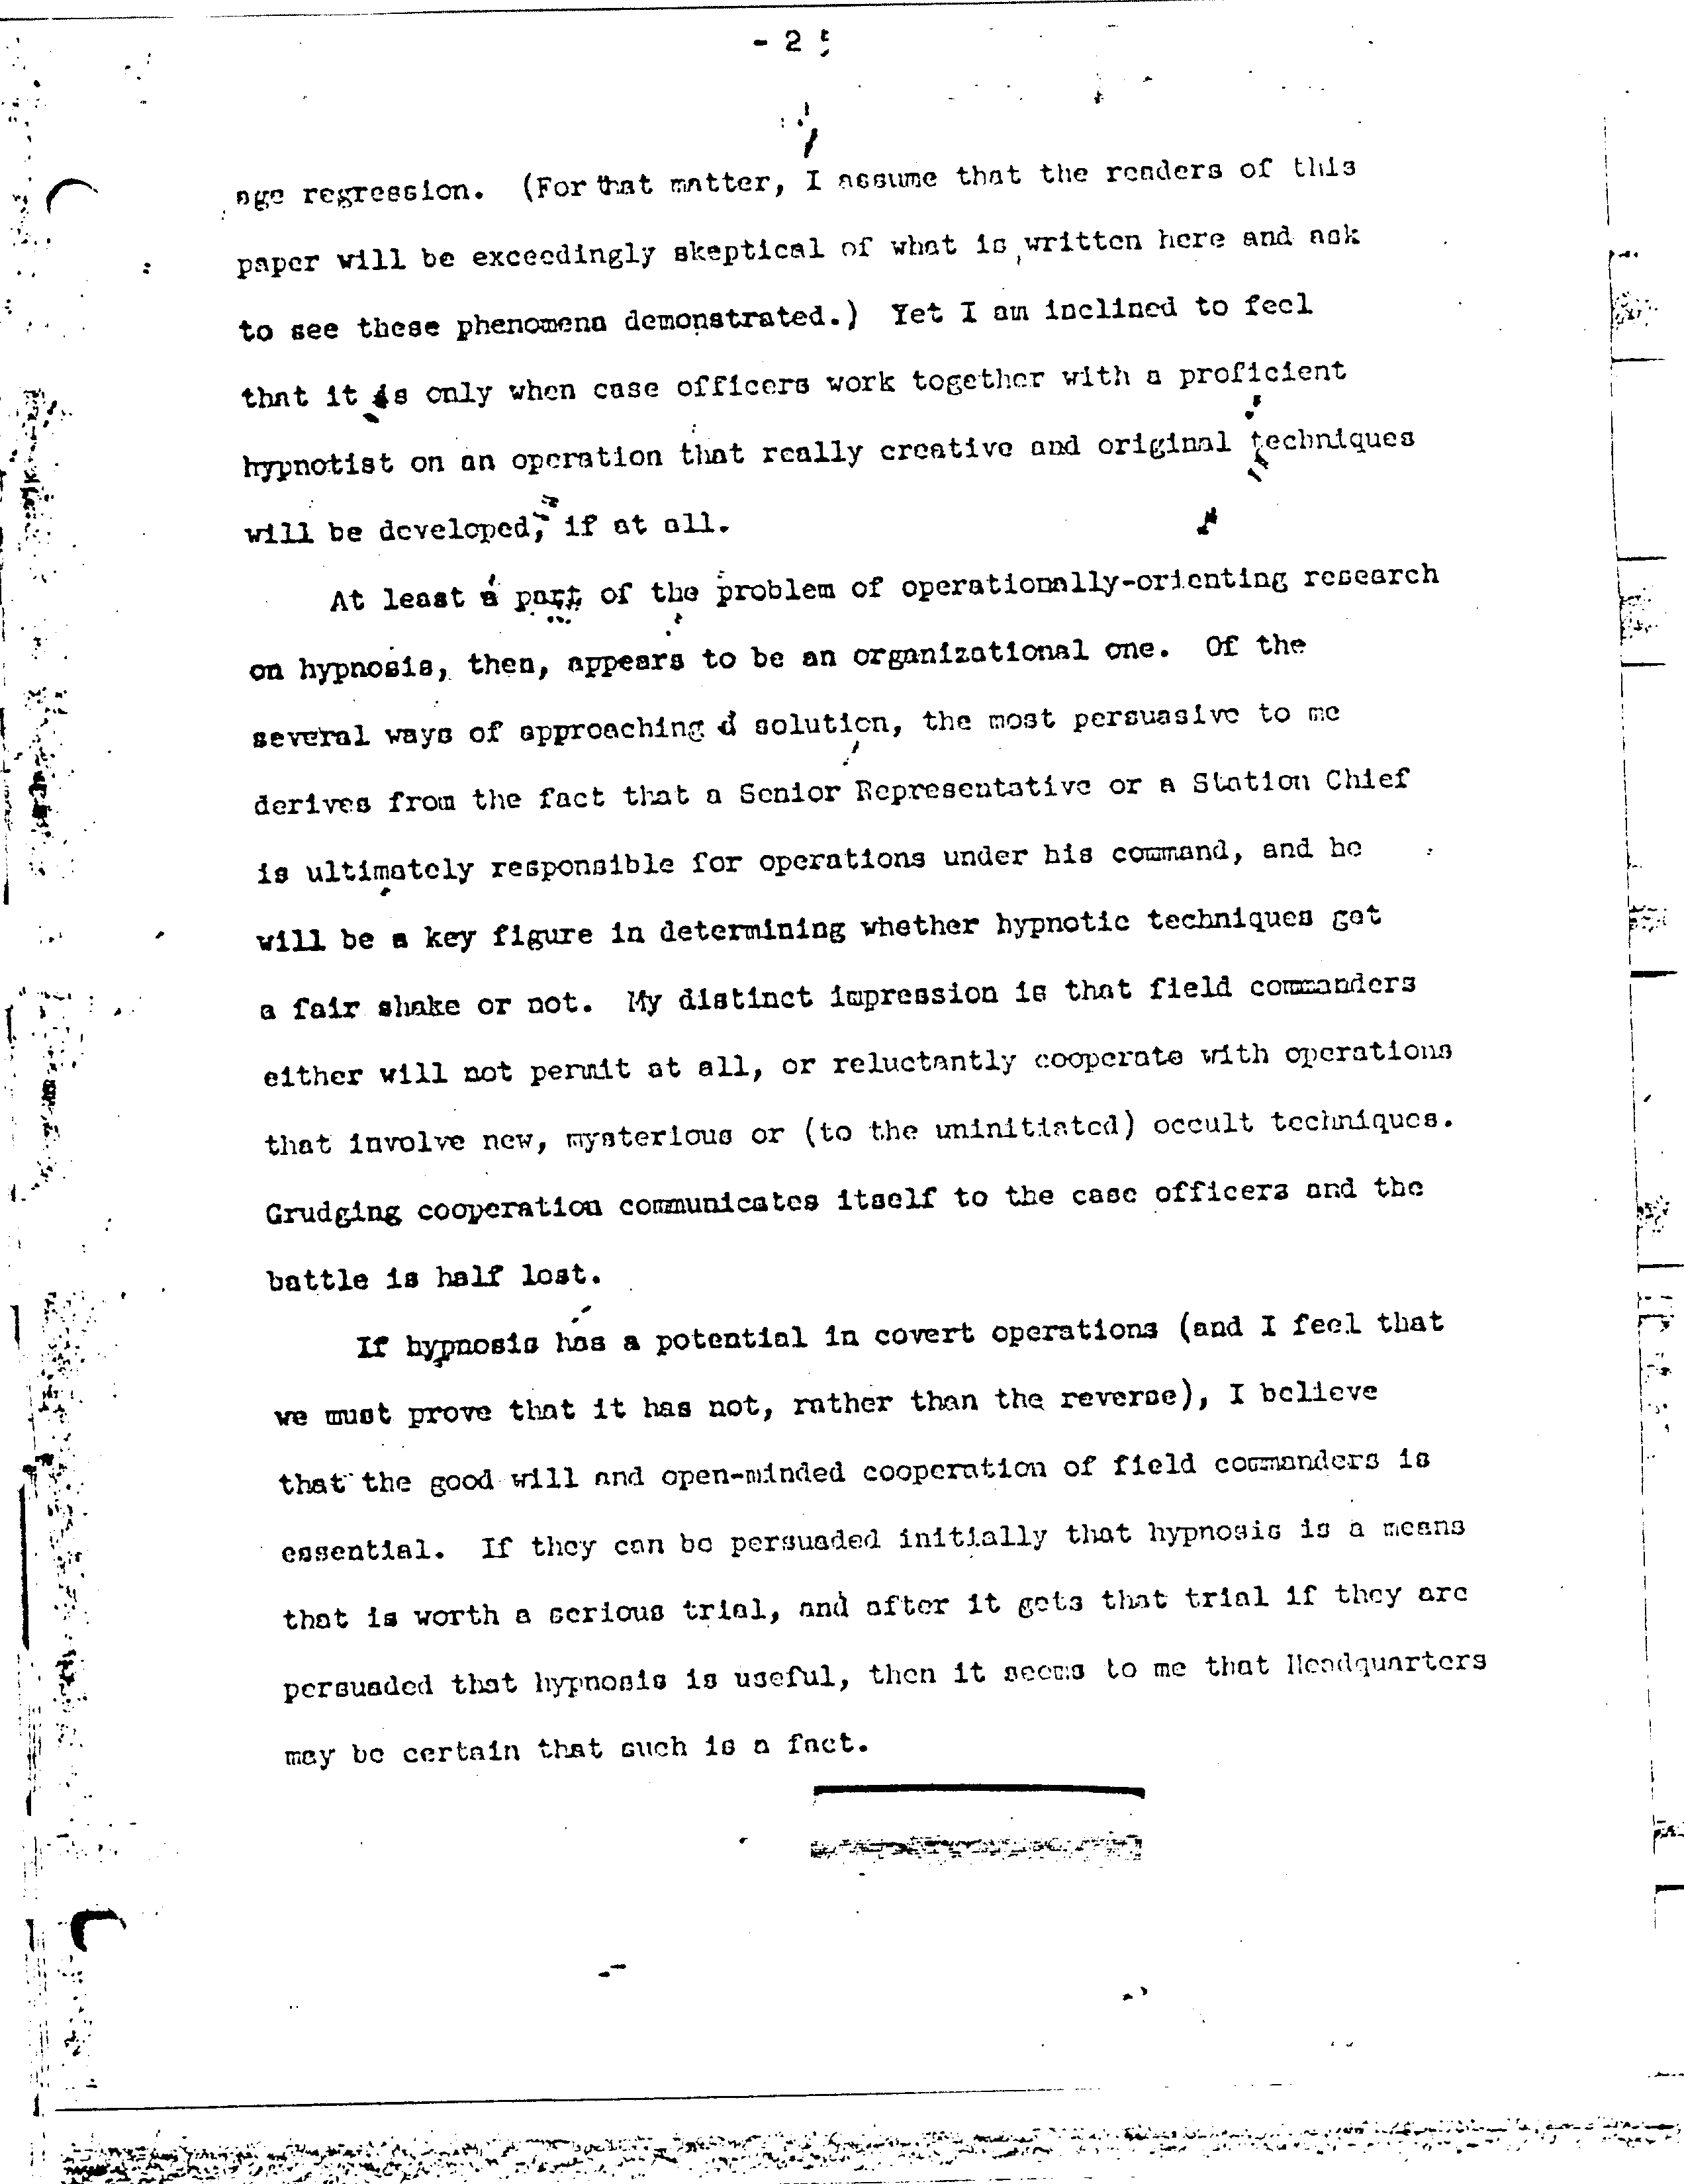 - 25
age regression. (For that matter, I assume that the readers of this
paper will be exceedingly skeptical of what is written here and ask
to see these phenomena demonstrated.) Yet I am inclined to feel
that it is only when case officers work together with a proficient
hypnotist on an operation that really creative and original techniques
will be developed, if at all.
At least a part of the problem of operationally-orienting research
on hypnosis, then, appears to be an organizational one. Of the
several ways of approaching a solution, the most persuasive to me
derives from the fact that a Senior Representative or a Station Chief
is ultimately responsible for operations under his command, and he
will be a key figure in determining whether hypnotic techniques get
a fair shake or not. My distinct impression is that field commanders
either will not permit at all, or reluctantly cooperate with operations
that involve new, mysterious or (to the uninitiated) occult techniques.
Grudging cooperation communicates itself to the case officers and the
battle is half lost.
If hypnosis has a potential in covert operations (and I feel that
we must prove that it has not, rather than the reverse), I believe
that the good will and open-minded cooperation of field commanders is
essential. If they can be persuaded initially that hypnosis is a means
that is worth a serious trial, and after it gets that trial if they are
persuaded that hypnosis is useful, then it seems to me that Headquarters
may be certain that such is a fact.